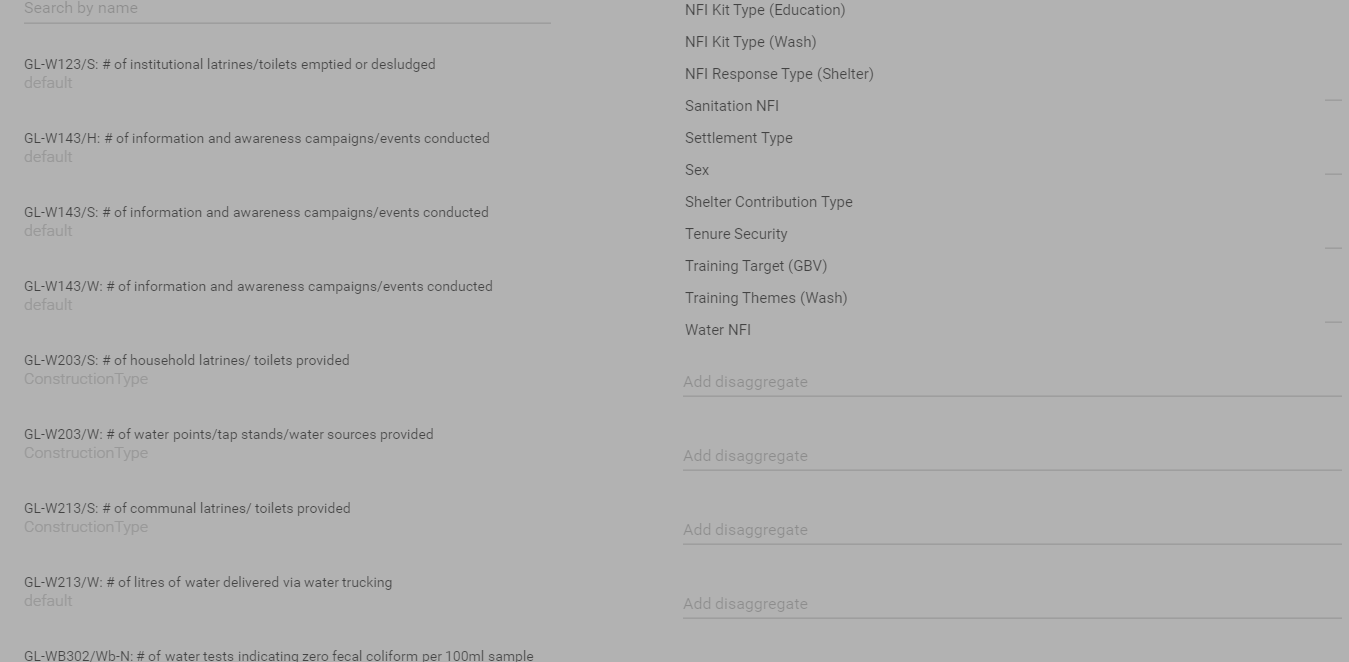 Search by name
GL-W123/S: # of institutional latrines/toilets emptied or desludged
default
GL-W143/H: # of information and awareness campaigns/events conducted
default
GL-W143/S: # of information and awareness campaigns/events conducted
default
GL-W143/W: # of information and awareness campaigns/events conducted
default
GL-W203/S: # of household latrines/ toilets provided
ConstructionType
GL-W203/W: # of water points/tap stands/water sources provided
ConstructionType
GL-W213/S: # of communal latrines/ toilets provided
ConstructionType
GL-W213/W: # of litres of water delivered via water trucking
default
GL-WB302/Wb-N: # of water tests indicating zero fecal coliform per 100ml sample
NFI Kit Type (Education)
NFI Kit Type (Wash)
NFI Response Type (Shelter)
Sanitation NFI
Settlement Type
Sex
Shelter Contribution Type
Tenure Security
Training Target (GBV)
Training Themes (Wash)
Water NFI
Add disaggregate
Add disaggregate
Add disaggregate
Add disaggregate